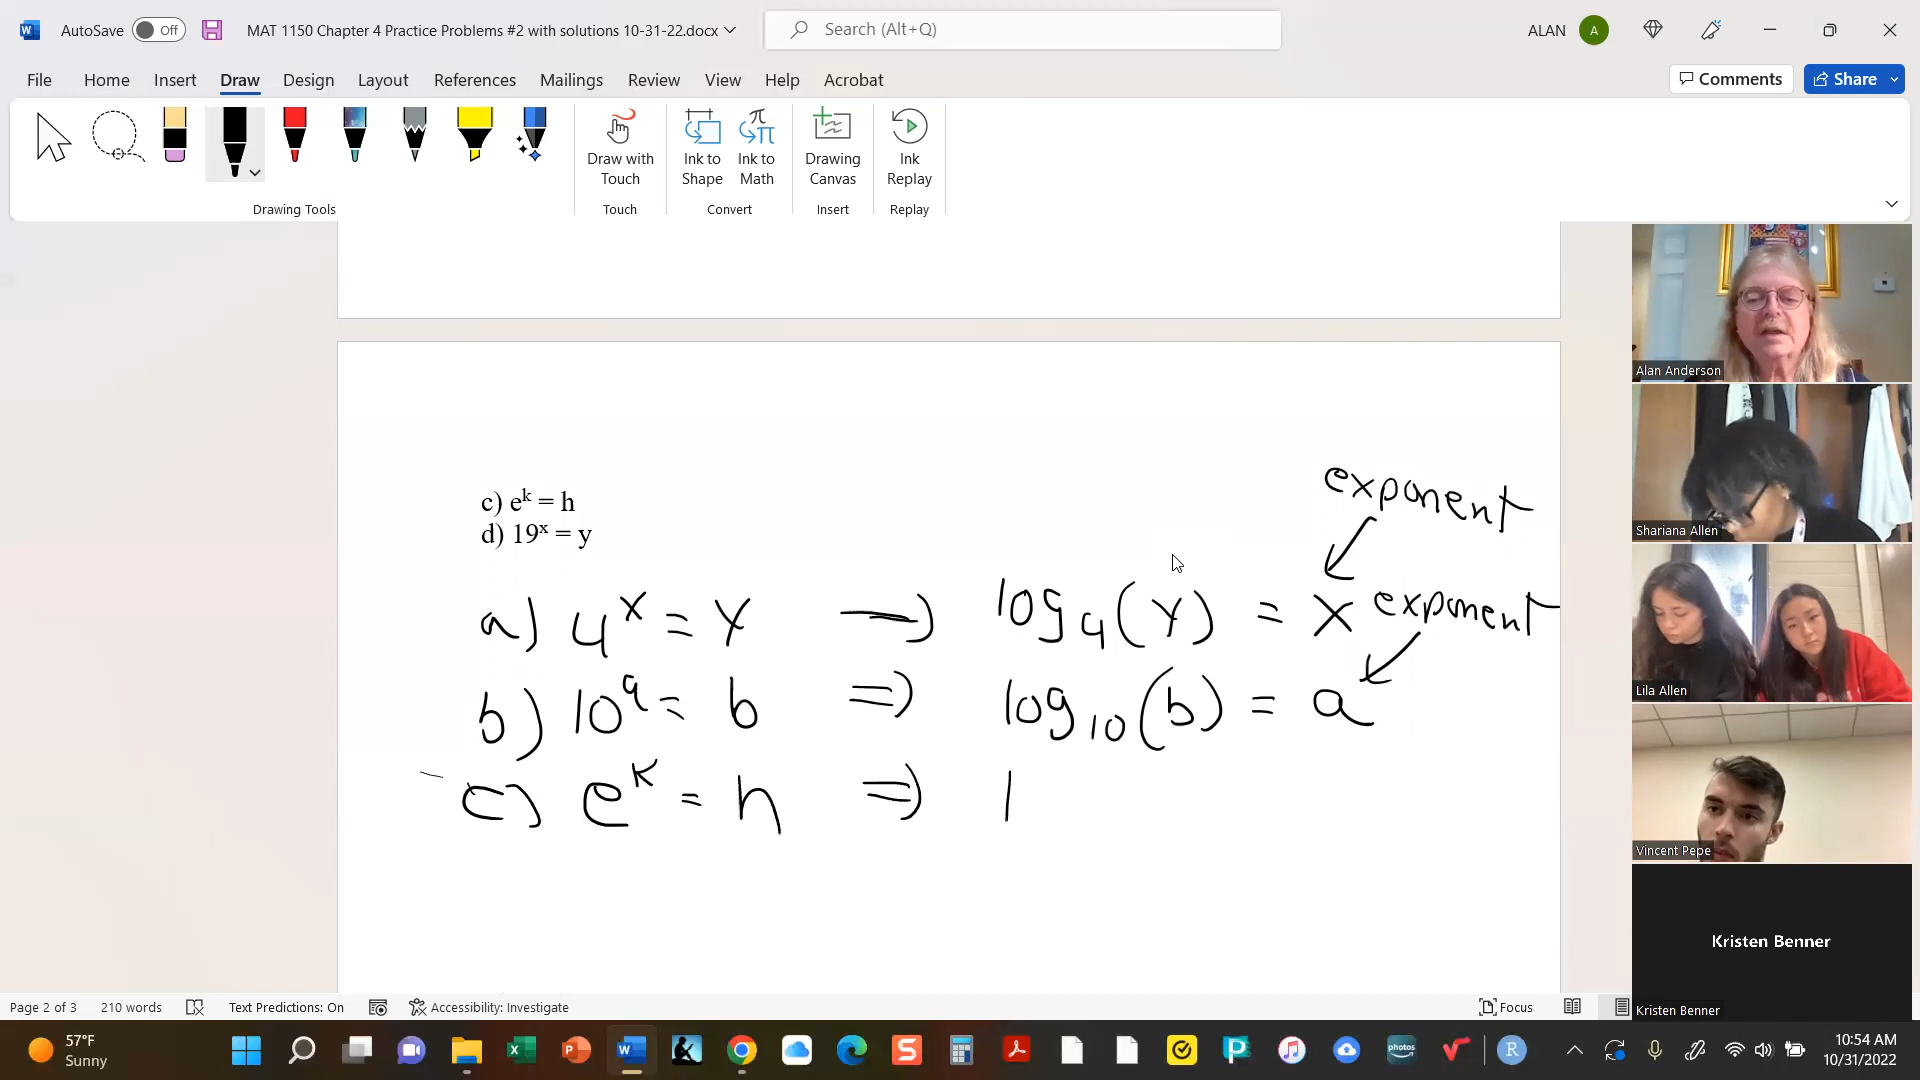 AutoSave Off MAT 1150 Chapter 4 Practice Problems #2 with solutions 10-31-22.docx Search (Alt+Q) ALAN A
File Home Insert Draw Design Layout References Mailings Review View Help Acrobat Comments Share
Draw with Touch
Ink to Shape
Ink to Math
Drawing Canvas
Ink Replay
Drawing Tools Touch Convert Insert Replay
c) e^k = h
d) 19^x = y
exponent
a) 4^x = y ⇒ log_4(y) = x exponent
b) 10^a = b ⇒ log_10(b) = a
c) e^k = h ⇒ l
Alan Anderson
Shariana Allen
Lila Allen
Vincent Pepe
Kristen Benner
Kristen Benner
Page 2 of 3 210 words Text Predictions: On Accessibility: Investigate Focus
57°F
Sunny
photos
10:54 AM
10/31/2022